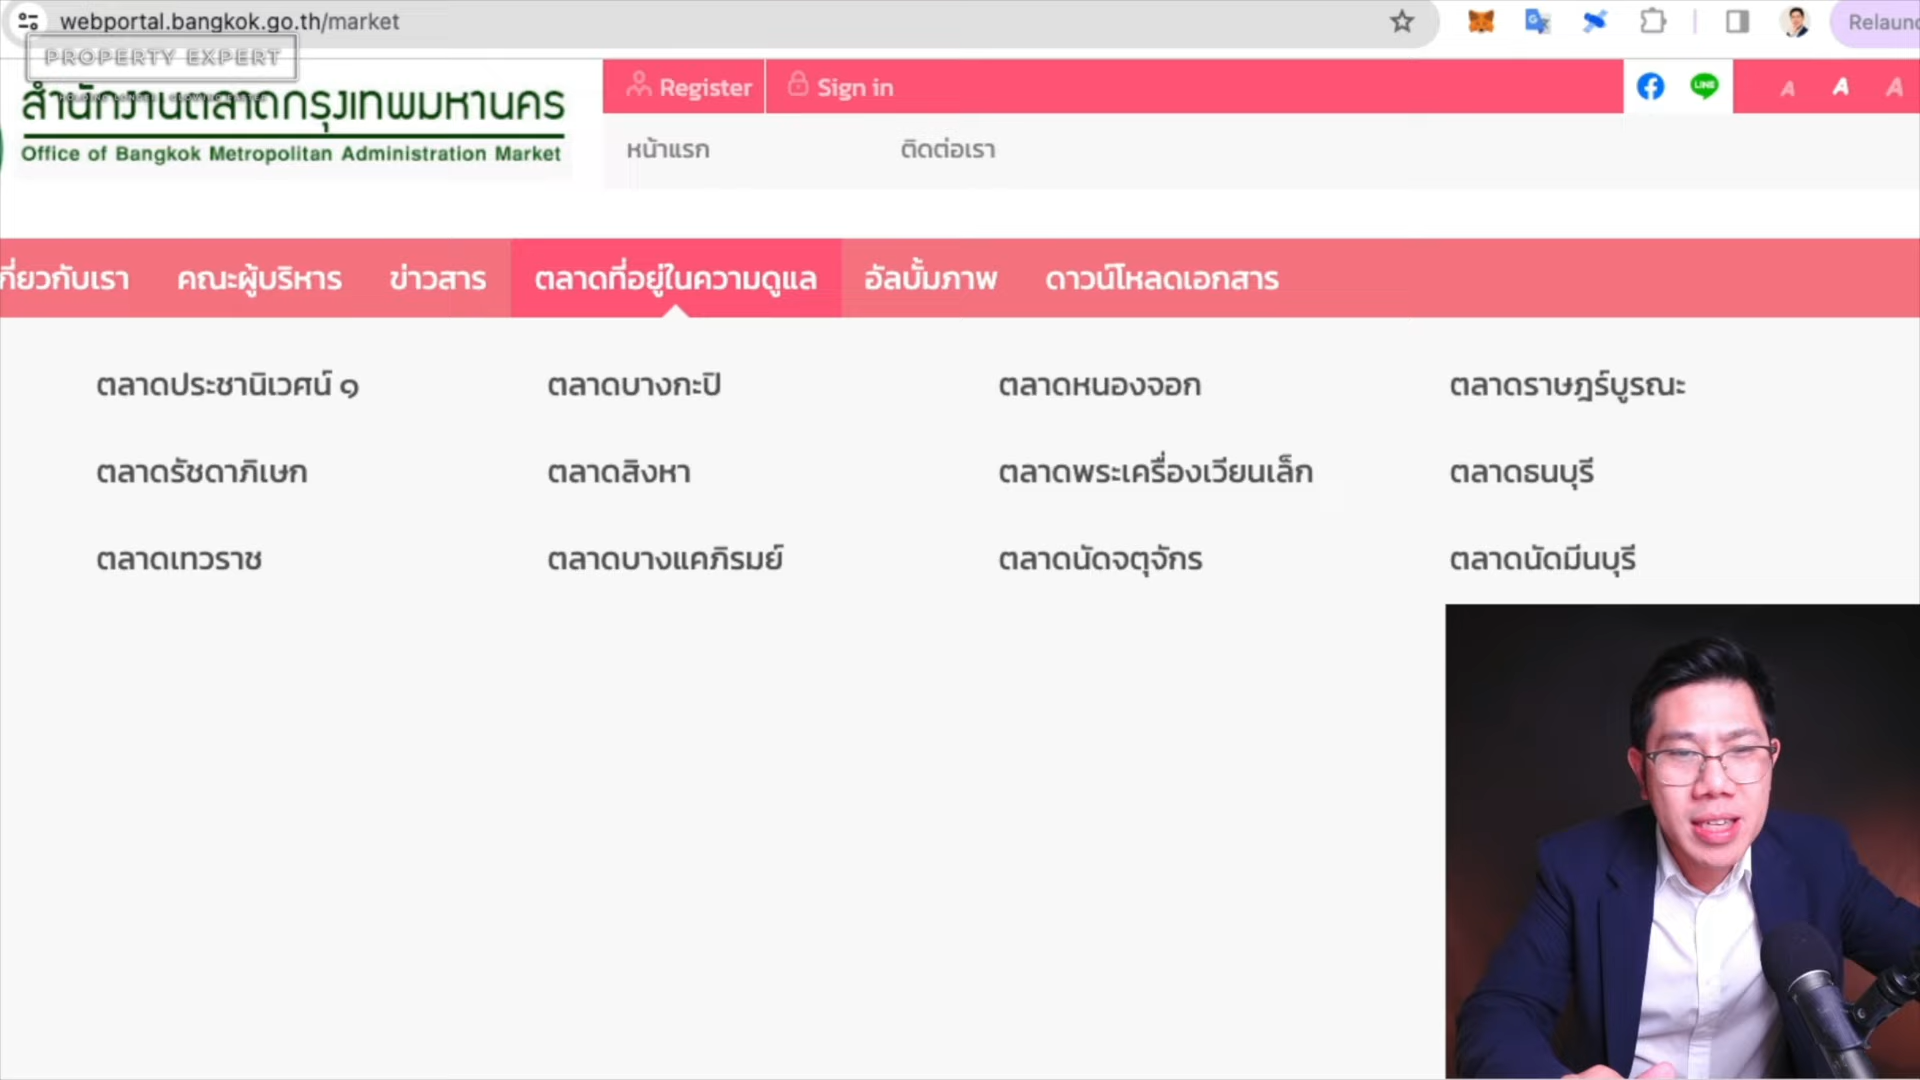 webportal.bangkok.go.th/market
Relaunc
PROPERTY EXPERT
สำนักงานตลาดกรุงเทพมหานคร
Office of Bangkok Metropolitan Administration Market
Register
Sign in
LINE
A A A
หน้าแรก
ติดต่อเรา
กี่ยวกับเรา คณะผู้บริหาร ข่าวสาร ตลาดที่อยู่ในความดูแล อัลบั้มภาพ ดาวน์โหลดเอกสาร
ตลาดประชานิเวศน์ ๑ ตลาดบางกะปิ ตลาดหนองจอก ตลาดราษฎร์บูรณะ
ตลาดรัชดาภิเษก ตลาดสิงหา ตลาดพระเครื่องเวียนเล็ก ตลาดธนบุรี
ตลาดเทวราช ตลาดบางแคภิรมย์ ตลาดนัดจตุจักร ตลาดนัดมีนบุรี